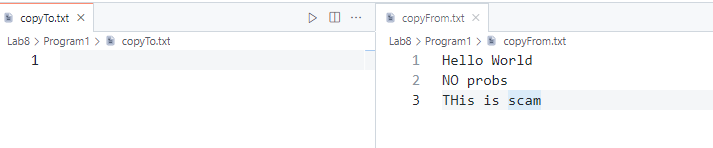 copyTo.txt
Lab8 > Program1 > copyTo.txt
1
copyFrom.txt
Lab8 > Program1 > copyFrom.txt
1 Hello World
2 NO probs
3 THis is scam